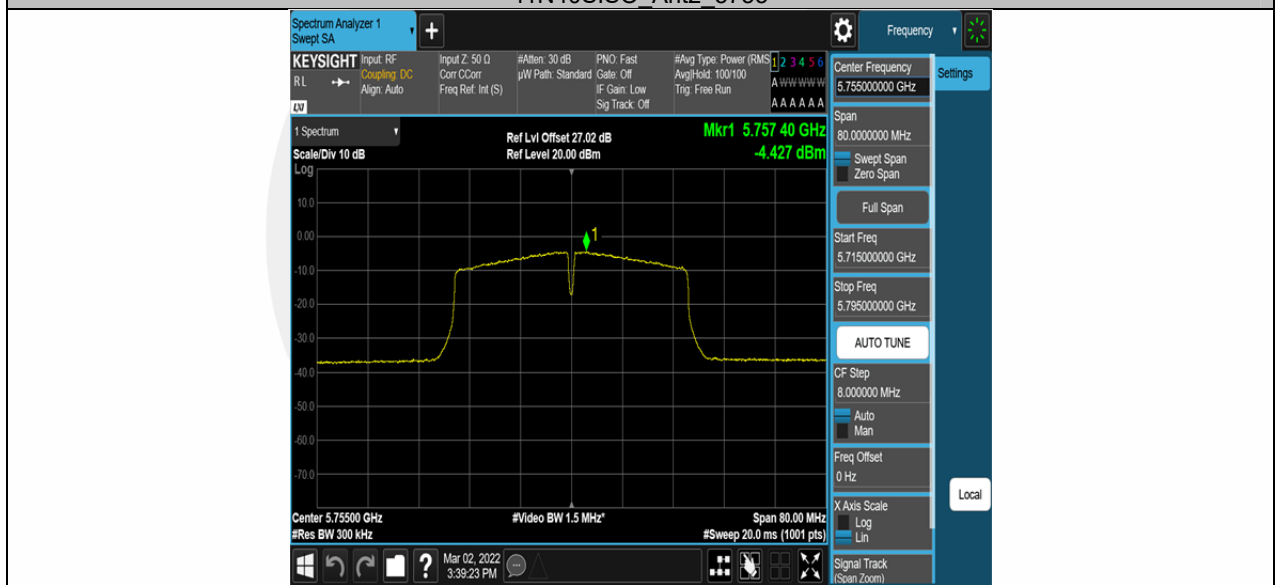 Spectrum Analyzer 1
Swept SA
+
Frequency
KEYSIGHT
RL
LXI
Input: RF
Coupling: DC
Align: Auto
Input Z: 50 Ω
Corr CCorr
Freq Ref: Int (S)
#Atten: 30 dB
µW Path: Standard
PNO: Fast
Gate: Off
IF Gain: Low
Sig Track: Off
#Avg Type: Power (RMS
Avg|Hold: 100/100
Trig: Free Run
1 2 3 4 5 6
A W W W W W
A A A A A A
1 Spectrum
Scale/Div 10 dB
Log
Ref Lvl Offset 27.02 dB
Ref Level 20.00 dBm
Mkr1 5.757 40 GHz
-4.427 dBm
10.0
0.00
-10.0
-20.0
-30.0
-40.0
-50.0
-60.0
-70.0
1
Center 5.75500 GHz
#Res BW 300 kHz
#Video BW 1.5 MHz*
Span 80.00 MHz
#Sweep 20.0 ms (1001 pts)
?
Mar 02, 2022
3:39:23 PM
Center Frequency
5.755000000 GHz
Span
80.0000000 MHz
Swept Span
Zero Span
Full Span
Start Freq
5.715000000 GHz
Stop Freq
5.795000000 GHz
AUTO TUNE
CF Step
8.000000 MHz
Auto
Man
Freq Offset
0 Hz
X Axis Scale
Log
Lin
Signal Track
(Span Zoom)
Settings
Local